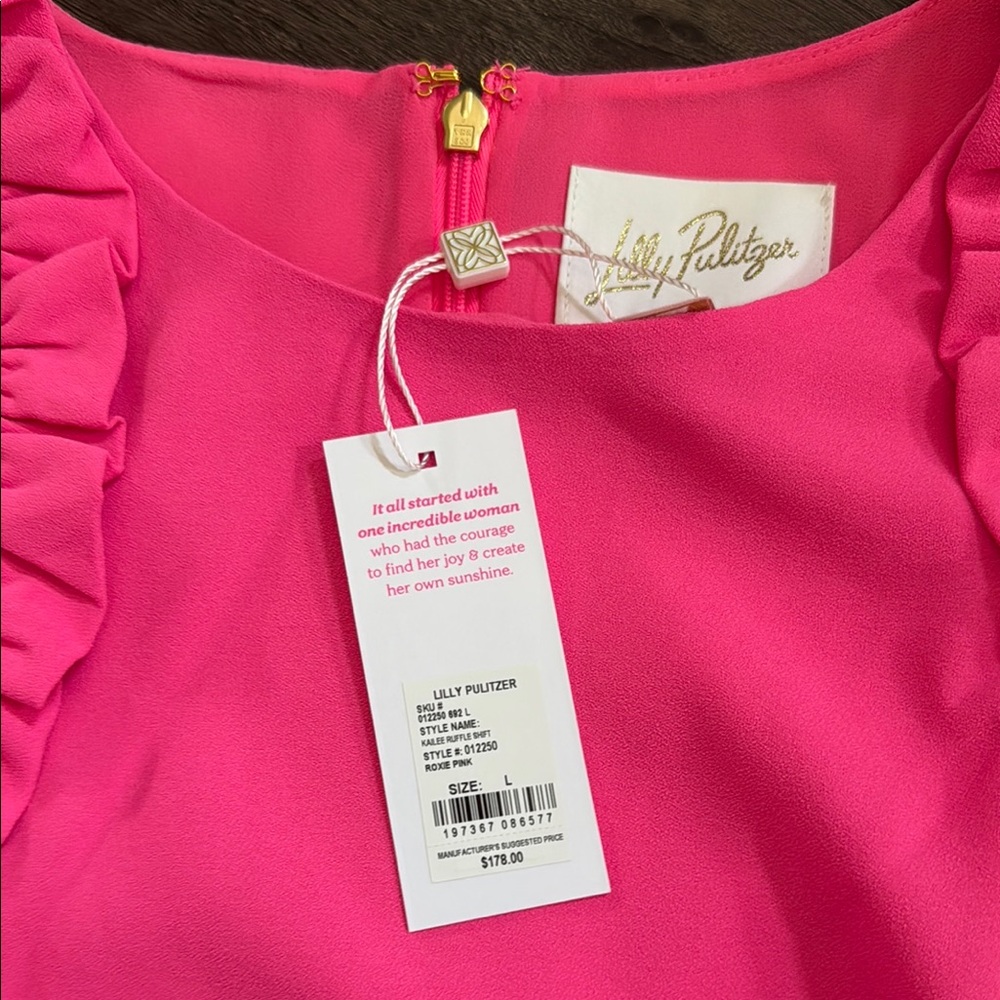 Lilly Pulitzer
It all started with
one incredible woman
who had the courage
to find her joy & create
her own sunshine.
LILLY PULITZER
SKU #
012250 692 L
STYLE NAME:
KAILEE RUFFLE SHIFT
STYLE #: 012250
ROXIE PINK
SIZE: L
197367 086577
MANUFACTURER'S SUGGESTED PRICE
$178.00